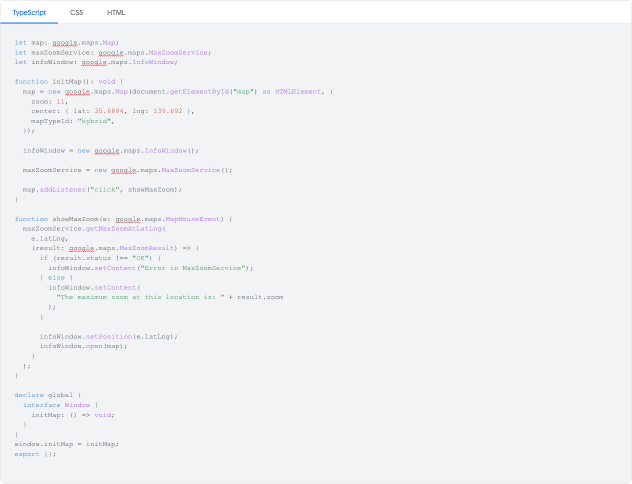 TypeScript CSS HTML
let map: google.maps.Map;
let maxZoomService: google.maps.MaxZoomService;
let infoWindow: google.maps.InfoWindow;
function initMap(): void {
  map = new google.maps.Map(document.getElementById("map") as HTMLElement, {
    zoom: 11,
    center: { lat: 35.6894, lng: 139.692 },
    mapTypeId: "hybrid",
  });
  infoWindow = new google.maps.InfoWindow();
  maxZoomService = new google.maps.MaxZoomService();
  map.addListener("click", showMaxZoom);
}
function showMaxZoom(e: google.maps.MapMouseEvent) {
  maxZoomService.getMaxZoomAtLatLng(
    e.latLng,
    (result: google.maps.MaxZoomResult) => {
      if (result.status !== "OK") {
        infoWindow.setContent("Error in MaxZoomService");
      } else {
        infoWindow.setContent(
          "The maximum zoom at this location is: " + result.zoom
        );
      }
      infoWindow.setPosition(e.latLng);
      infoWindow.open(map);
    }
  );
}
declare global {
  interface Window {
    initMap: () => void;
  }
}
window.initMap = initMap;
export {};